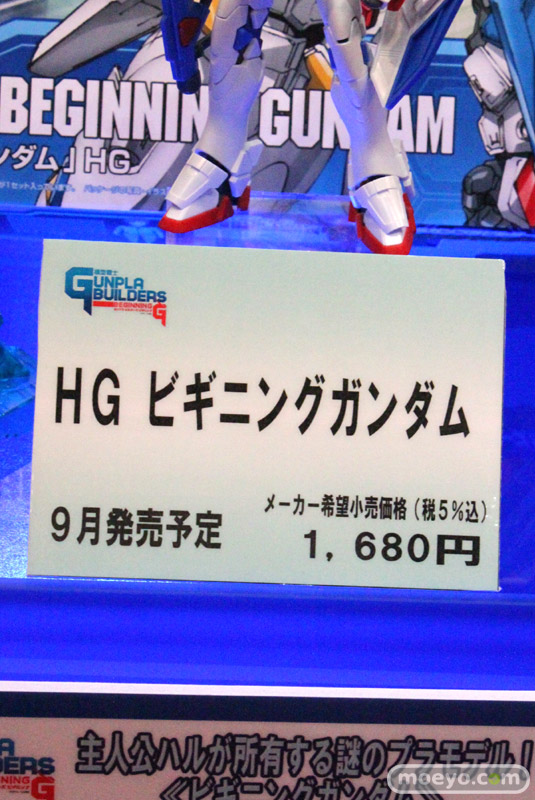 BEGINNING GUNDAM
ンダム」HG
GUNPLA
BUILDERS
BEGINNING G
HG ビギニングガンダム
メーカー希望小売価格(税5%込)
9月発売予定
1,680円
主人公ハルが所有する謎のプラモデル!
BUILDERS
moeyo.com